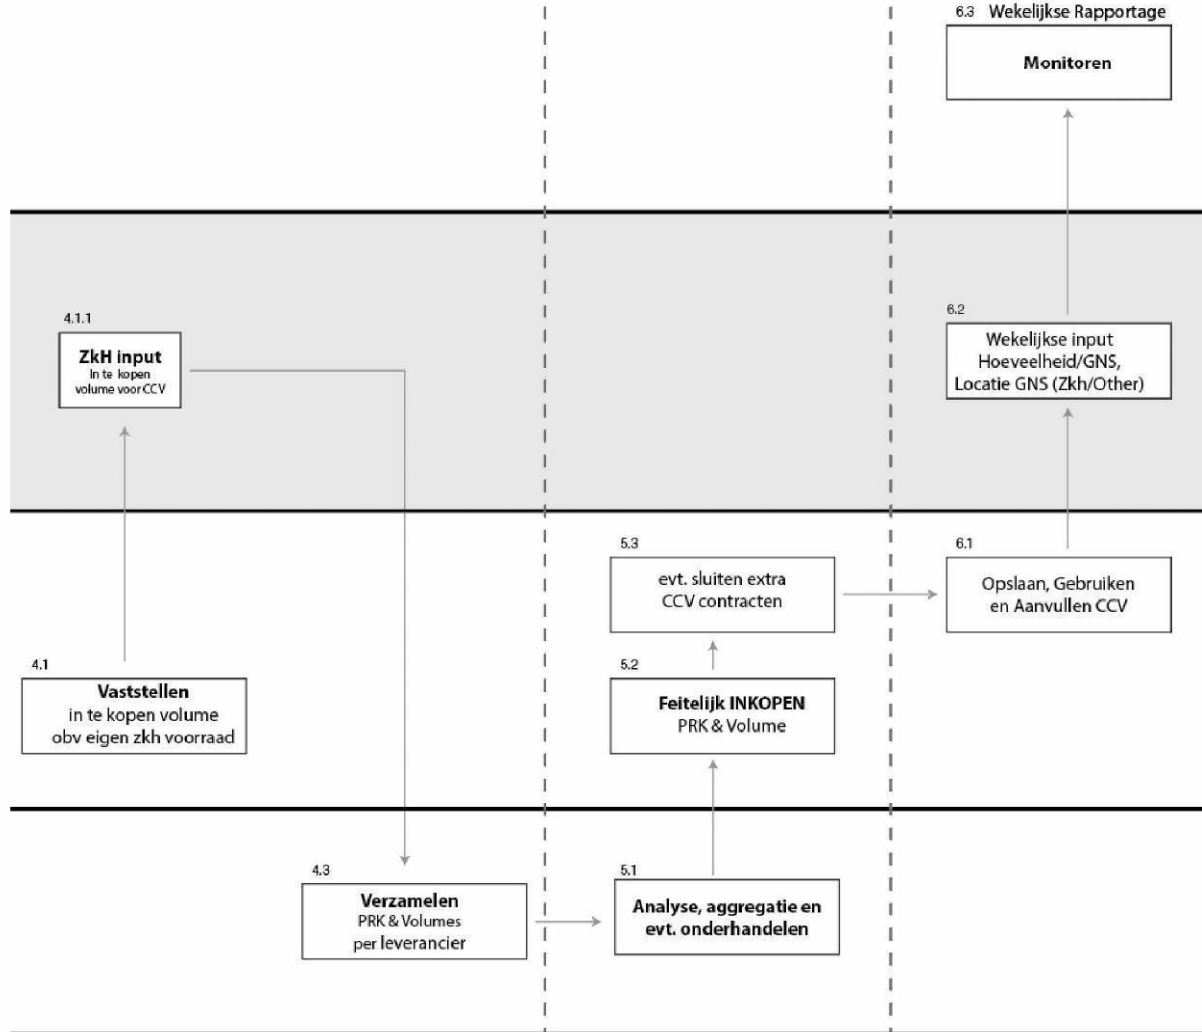 6.3 Wekelijkse Rapportage
Monitoren
4.1.1
ZkH input
In te kopen
volume voor CCV
6.2
Wekelijkse input
Hoeveelheid/GNS,
Locatie GNS (Zkh/Other)
5.3
evt. sluiten extra
CCV contracten
6.1
Opslaan, Gebruiken
en Aanvullen CCV
4.1
Vaststellen
in te kopen volume
obv eigen zkh voorraad
5.2
Feitelijk INKOPEN
PRK & Volume
4.3
Verzamelen
PRK & Volumes
per leverancier
5.1
Analyse, aggregatie en
evt. onderhandelen